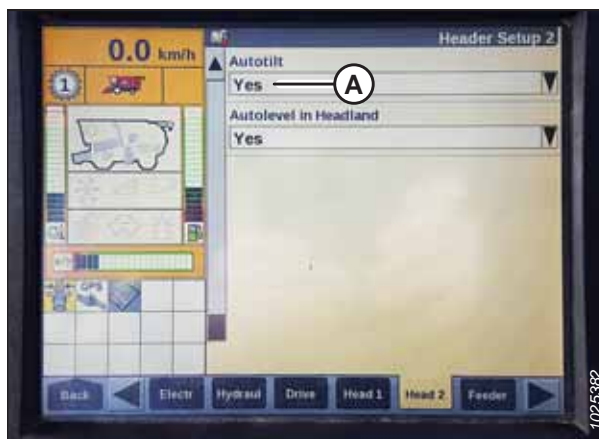 0.0 km/h
Header Setup 2
1
Autotilt
Yes
A
Autolevel in Headland
Yes
GPS
Back
Electr
Hydraul
Drive
Head 1
Head 2
Feeder
1025382